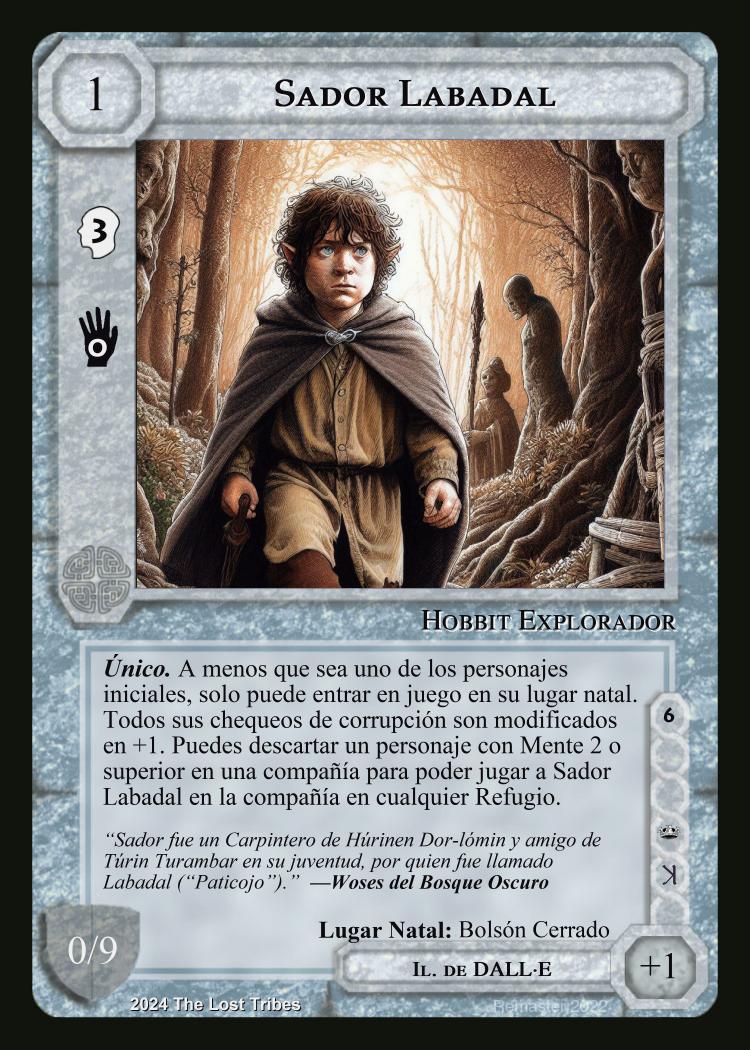 1
SADOR LABADAL
3
HOBBIT EXPLORADOR
Único. A menos que sea uno de los personajes
iniciales, solo puede entrar en juego en su lugar natal.
Todos sus chequeos de corrupción son modificados
en +1. Puedes descartar un personaje con Mente 2 o
superior en una compañía para poder jugar a Sador
Labadal en la compañía en cualquier Refugio.
6
“Sador fue un Carpintero de Húrinen Dor-lómin y amigo de
Túrin Turambar en su juventud, por quien fue llamado
Labadal (“Paticojo”).” —Woses del Bosque Oscuro
Lugar Natal: Bolsón Cerrado
0/9
IL. DE DALL·E
+1
2024 The Lost Tribes
Remaster 2022